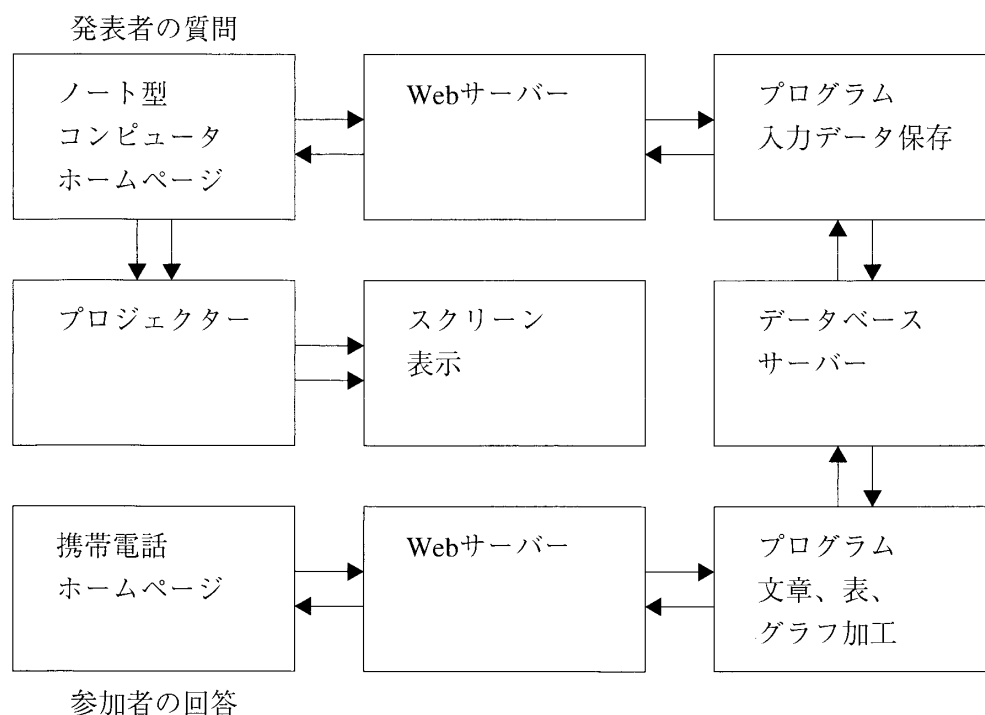 発表者の質問
ノート型
コンピュータ
ホームページ
Webサーバー
プログラム
入力データ保存
プロジェクター
スクリーン
表示
データベース
サーバー
携帯電話
ホームページ
Webサーバー
プログラム
文章、表、
グラフ加工
参加者の回答